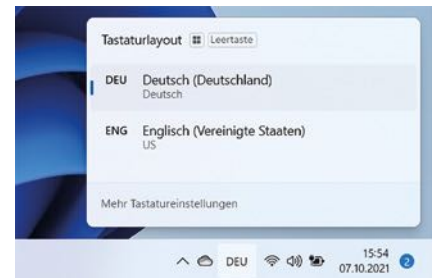 Tastaturlayout Leertaste
DEU Deutsch (Deutschland)
Deutsch
ENG Englisch (Vereinigte Staaten)
US
Mehr Tastatureinstellungen
DEU 15:54
07.10.2021 2